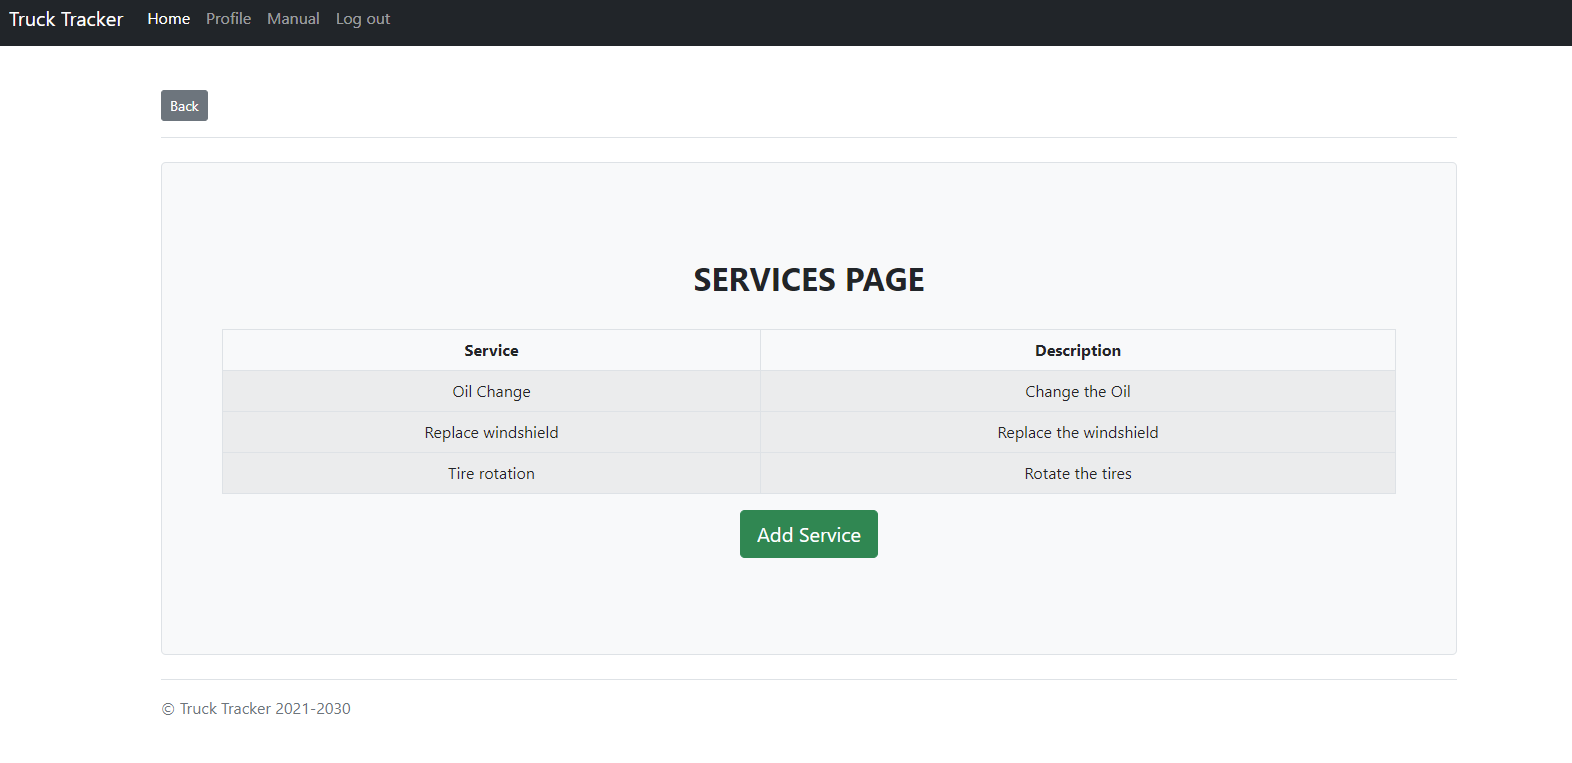 Truck Tracker Home Profile Manual Log out
Back
SERVICES PAGE
Service Description
Oil Change Change the Oil
Replace windshield Replace the windshield
Tire rotation Rotate the tires
Add Service
© Truck Tracker 2021-2030